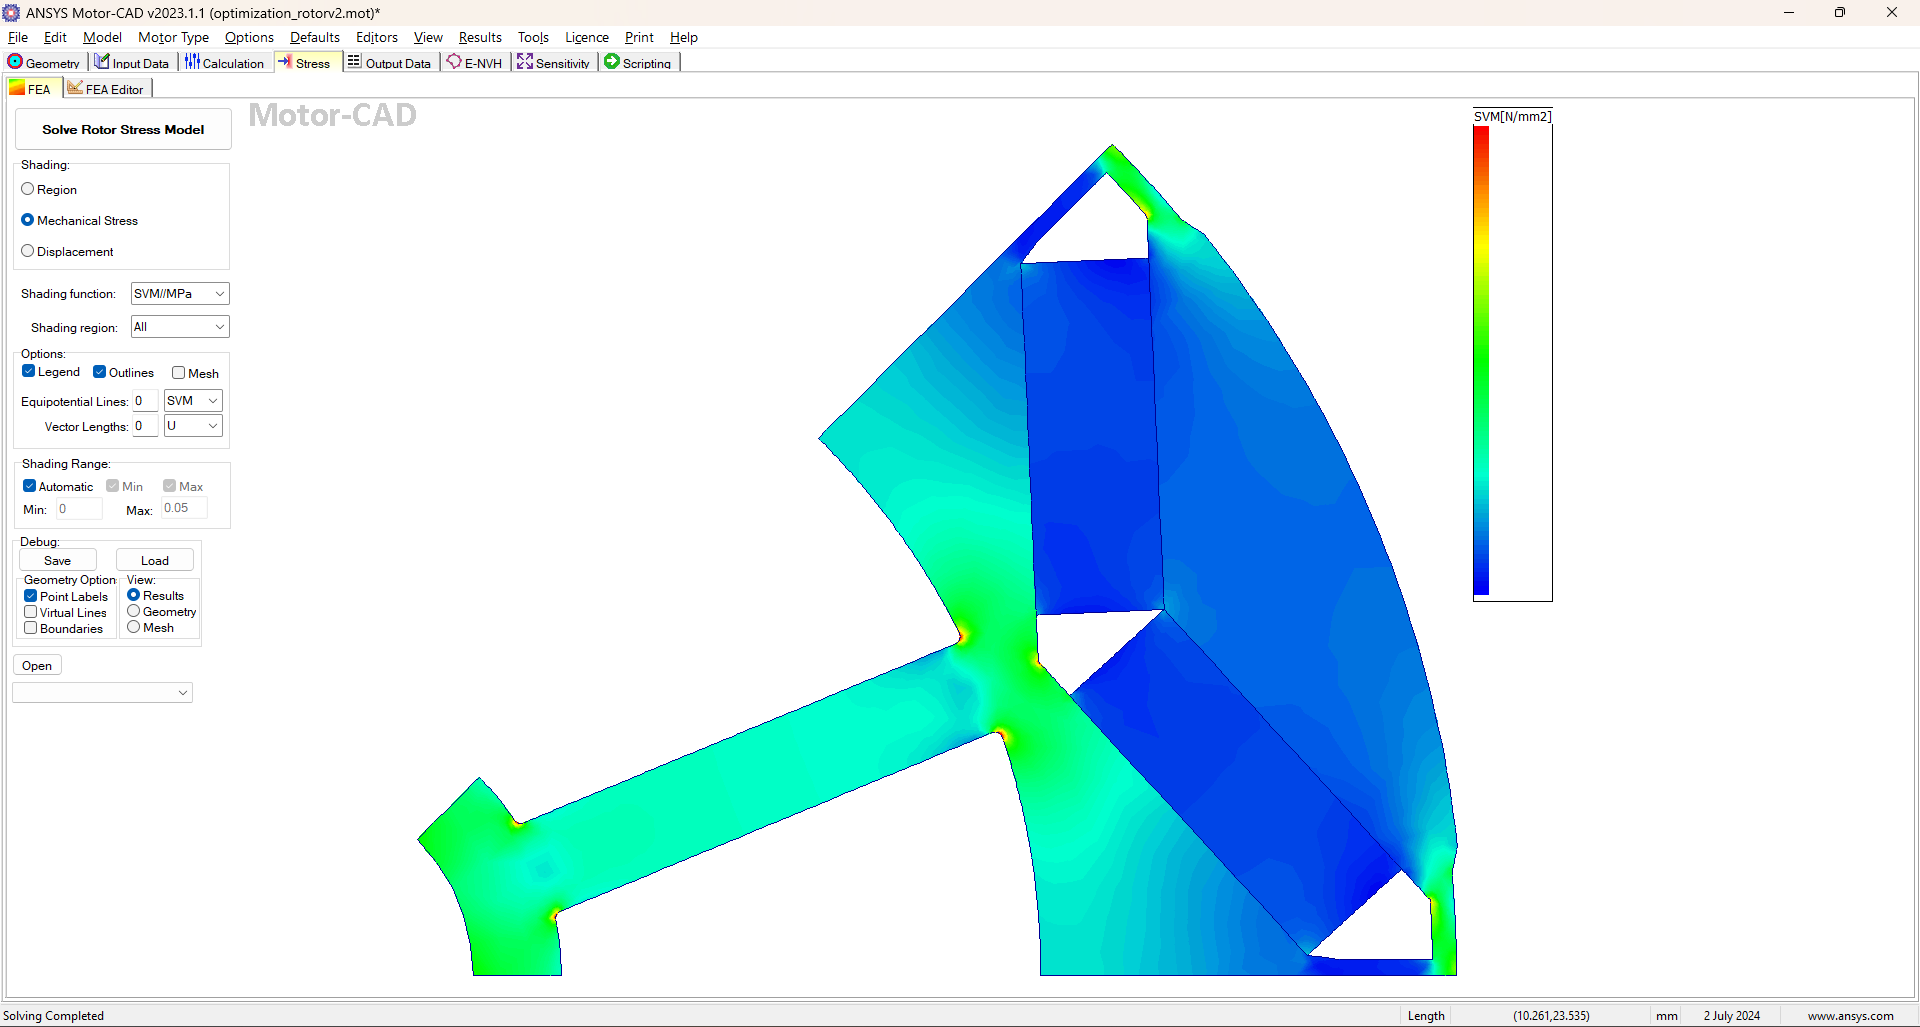 ANSYS Motor-CAD v2023.1.1 (optimization_rotorv2.mot)*
File Edit Model Motor Type Options Defaults Editors View Results Tools Licence Print Help
Geometry Input Data Calculation Stress Output Data E-NVH Sensitivity Scripting
FEA FEA Editor
Motor-CAD
Solve Rotor Stress Model
Shading:
Region
Mechanical Stress
Displacement
Shading function: SVM//MPa
Shading region: All
Options:
Legend Outlines Mesh
Equipotential Lines: 0 SVM
Vector Lengths: 0 U
Shading Range:
Automatic Min Max
Min: 0 Max: 0.05
Debug:
Save Load
Geometry Option View:
Point Labels Results
Virtual Lines Geometry
Boundaries Mesh
Open
SVM[N/mm2]
Solving Completed Length (10.261,23.535) mm 2 July 2024 www.ansys.com